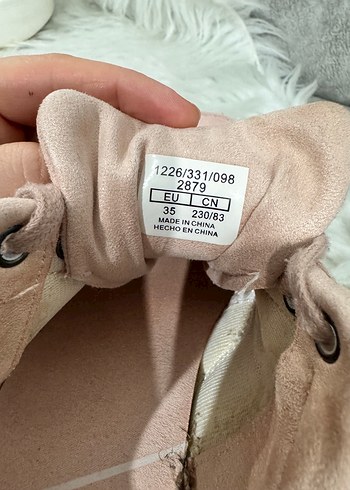 1226/331/098
2879
EU CN
35 230/83
MADE IN CHINA
HECHO EN CHINA